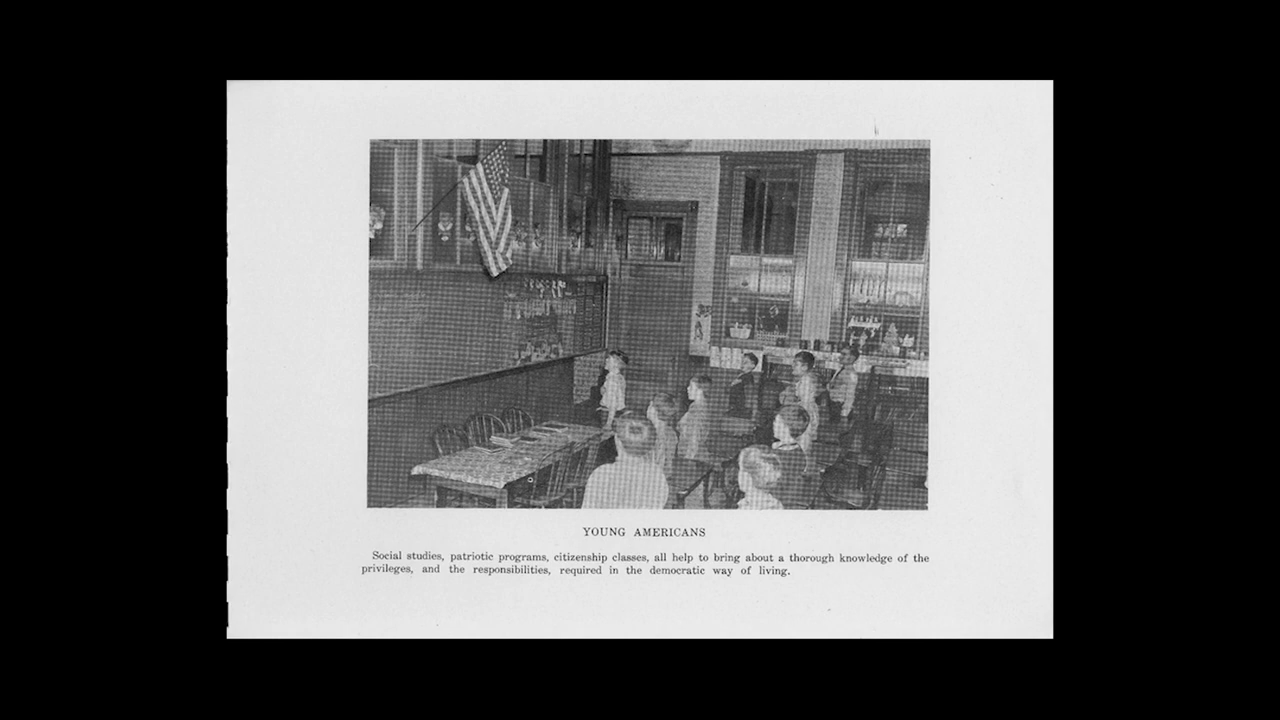 YOUNG AMERICANS
Social studies, patriotic programs, citizenship classes, all help to bring about a thorough knowledge of the
privileges, and the responsibilities, required in the democratic way of living.